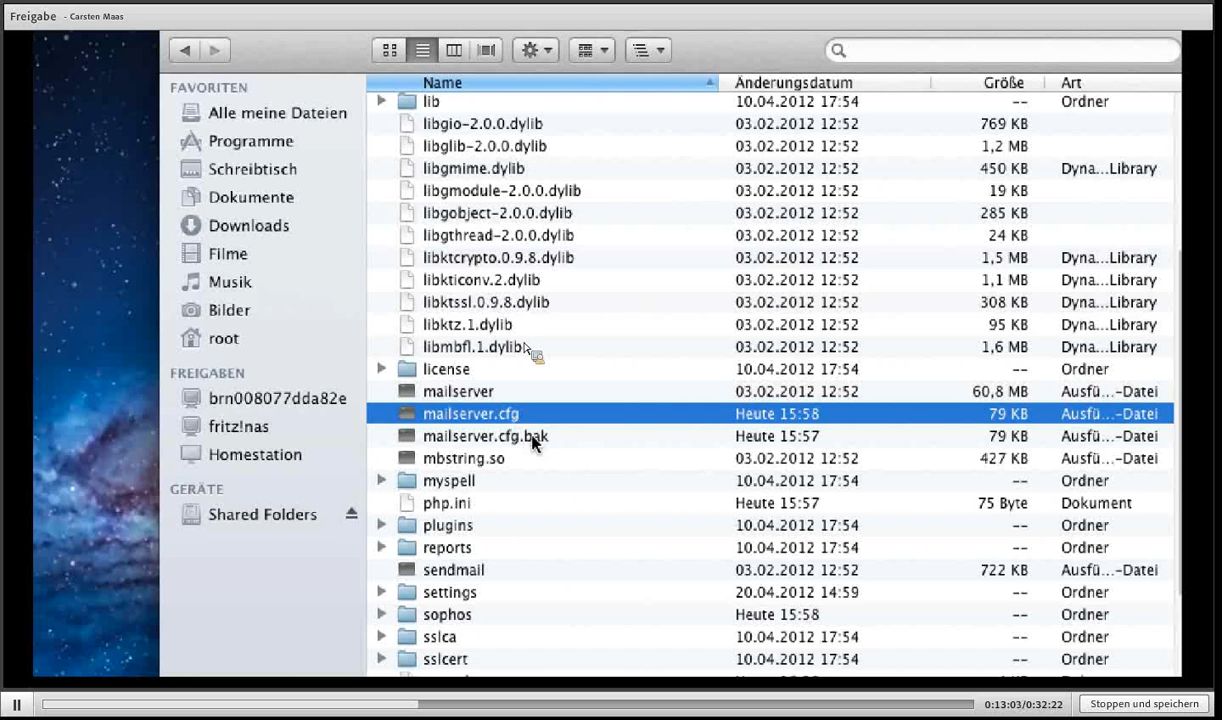 Freigabe - Carsten Maas
FAVORITEN
Alle meine Dateien
Programme
Schreibtisch
Dokumente
Downloads
Filme
Musik
Bilder
root
FREIGABEN
brn008077dda82e
fritz!nas
Homestation
GERÄTE
Shared Folders
Name Änderungsdatum Größe Art
lib 10.04.2012 17:54 -- Ordner
libgio-2.0.0.dylib 03.02.2012 12:52 769 KB
libglib-2.0.0.dylib 03.02.2012 12:52 1,2 MB
libgmime.dylib 03.02.2012 12:52 450 KB Dyna...Library
libgmodule-2.0.0.dylib 03.02.2012 12:52 19 KB
libgobject-2.0.0.dylib 03.02.2012 12:52 285 KB
libgthread-2.0.0.dylib 03.02.2012 12:52 24 KB
libktcrypto.0.9.8.dylib 03.02.2012 12:52 1,5 MB Dyna...Library
libkticonv.2.dylib 03.02.2012 12:52 1,1 MB Dyna...Library
libktssl.0.9.8.dylib 03.02.2012 12:52 308 KB Dyna...Library
libktz.1.dylib 03.02.2012 12:52 95 KB Dyna...Library
libmbfl.1.dylib 03.02.2012 12:52 1,6 MB Dyna...Library
license 10.04.2012 17:54 -- Ordner
mailserver 03.02.2012 12:52 60,8 MB Ausfü...-Datei
mailserver.cfg Heute 15:58 79 KB Ausfü...-Datei
mailserver.cfg.bak Heute 15:57 79 KB Ausfü...-Datei
mbstring.so 03.02.2012 12:52 427 KB Ausfü...-Datei
myspell 10.04.2012 17:54 -- Ordner
php.ini Heute 15:57 75 Byte Dokument
plugins 10.04.2012 17:54 -- Ordner
reports 10.04.2012 17:54 -- Ordner
sendmail 03.02.2012 12:52 722 KB Ausfü...-Datei
settings 20.04.2012 14:59 -- Ordner
sophos Heute 15:58 -- Ordner
sslca 10.04.2012 17:54 -- Ordner
sslcert 10.04.2012 17:54 -- Ordner
0:13:03/0:32:22 Stoppen und speichern